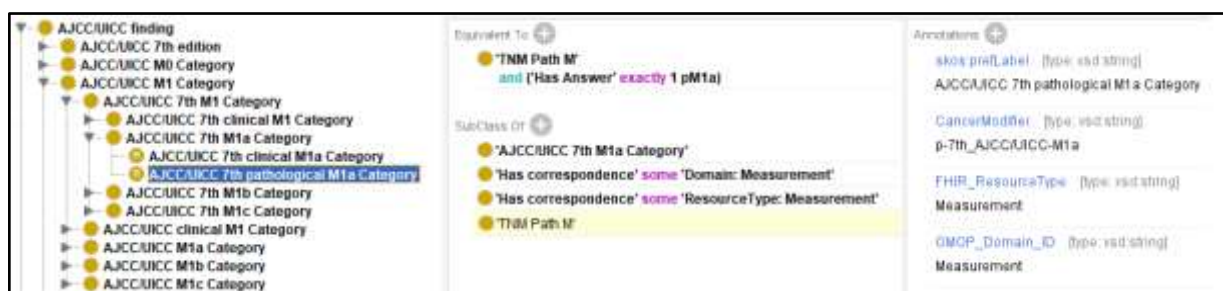 AJCC/UICC finding
AJCC/UICC 7th edition
AJCC/UICC M0 Category
AJCC/UICC M1 Category
AJCC/UICC 7th M1 Category
AJCC/UICC 7th clinical M1 Category
AJCC/UICC 7th M1a Category
AJCC/UICC 7th clinical M1a Category
AJCC/UICC 7th pathological M1a Category
AJCC/UICC 7th M1b Category
AJCC/UICC 7th M1c Category
AJCC/UICC clinical M1 Category
AJCC/UICC M1a Category
AJCC/UICC M1b Category
AJCC/UICC M1c Category
Equivalent To
'TNM Path M'
and ('Has Answer' exactly 1 pM1a)
SubClass Of
'AJCC/UICC 7th M1a Category'
'Has correspondence' some 'Domain: Measurement'
'Has correspondence' some 'ResourceType: Measurement'
'TNM Path M'
Annotations
skos:prefLabel [type: xsd:string]
AJCC/UICC 7th pathological M1a Category
CancerModifier [type: xsd:string]
p-7th_AJCC/UICC-M1a
FHIR_ResourceType [type: xsd:string]
Measurement
OMOP_Domain_ID [type: xsd:string]
Measurement